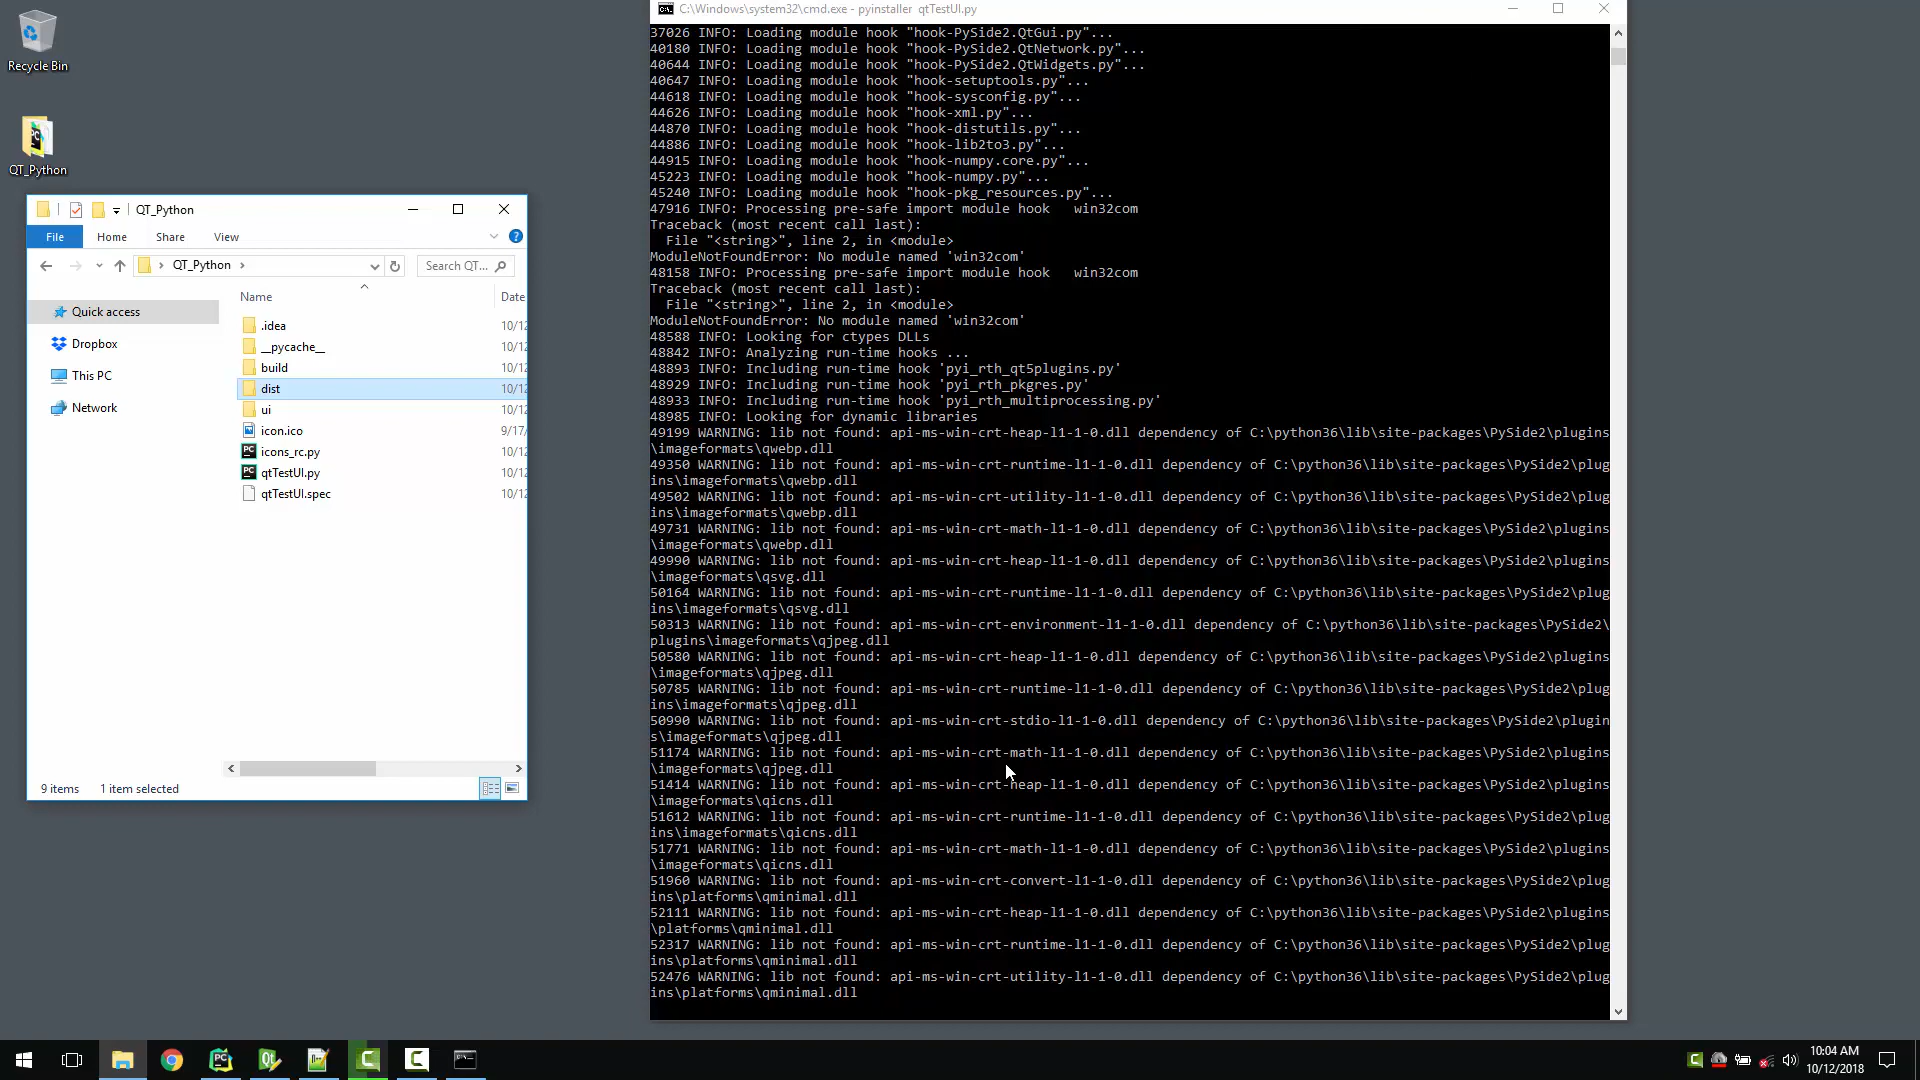 Recycle Bin
QT_Python
QT_Python
File Home Share View
QT_Python
Search QT...
Name Date
Quick access
Dropbox
This PC
Network
.idea 10/12
__pycache__ 10/12
build 10/12
dist 10/12
ui 10/12
icon.ico 9/17/
icons_rc.py 10/12
qtTestUI.py 10/12
qtTestUI.spec 10/12
9 items 1 item selected
C:\Windows\system32\cmd.exe - pyinstaller qtTestUI.py
37026 INFO: Loading module hook "hook-PySide2.QtGui.py"...
40180 INFO: Loading module hook "hook-PySide2.QtNetwork.py"...
40644 INFO: Loading module hook "hook-PySide2.QtWidgets.py"...
40647 INFO: Loading module hook "hook-setuptools.py"...
44618 INFO: Loading module hook "hook-sysconfig.py"...
44626 INFO: Loading module hook "hook-xml.py"...
44870 INFO: Loading module hook "hook-distutils.py"...
44886 INFO: Loading module hook "hook-lib2to3.py"...
44915 INFO: Loading module hook "hook-numpy.core.py"...
45223 INFO: Loading module hook "hook-numpy.py"...
45240 INFO: Loading module hook "hook-pkg_resources.py"...
47916 INFO: Processing pre-safe import module hook win32com
Traceback (most recent call last):
File "<string>", line 2, in <module>
ModuleNotFoundError: No module named 'win32com'
48158 INFO: Processing pre-safe import module hook win32com
Traceback (most recent call last):
File "<string>", line 2, in <module>
ModuleNotFoundError: No module named 'win32com'
48588 INFO: Looking for ctypes DLLs
48842 INFO: Analyzing run-time hooks ...
48893 INFO: Including run-time hook 'pyi_rth_qt5plugins.py'
48929 INFO: Including run-time hook 'pyi_rth_pkgres.py'
48933 INFO: Including run-time hook 'pyi_rth_multiprocessing.py'
48985 INFO: Looking for dynamic libraries
49199 WARNING: lib not found: api-ms-win-crt-heap-l1-1-0.dll dependency of C:\python36\lib\site-packages\PySide2\plugins
\imageformats\qwebp.dll
49350 WARNING: lib not found: api-ms-win-crt-runtime-l1-1-0.dll dependency of C:\python36\lib\site-packages\PySide2\plug
ins\imageformats\qwebp.dll
49502 WARNING: lib not found: api-ms-win-crt-utility-l1-1-0.dll dependency of C:\python36\lib\site-packages\PySide2\plug
ins\imageformats\qwebp.dll
49731 WARNING: lib not found: api-ms-win-crt-math-l1-1-0.dll dependency of C:\python36\lib\site-packages\PySide2\plugins
\imageformats\qwebp.dll
49990 WARNING: lib not found: api-ms-win-crt-heap-l1-1-0.dll dependency of C:\python36\lib\site-packages\PySide2\plugins
\imageformats\qsvg.dll
50164 WARNING: lib not found: api-ms-win-crt-runtime-l1-1-0.dll dependency of C:\python36\lib\site-packages\PySide2\plug
ins\imageformats\qsvg.dll
50313 WARNING: lib not found: api-ms-win-crt-environment-l1-1-0.dll dependency of C:\python36\lib\site-packages\PySide2\
plugins\imageformats\qjpeg.dll
50580 WARNING: lib not found: api-ms-win-crt-heap-l1-1-0.dll dependency of C:\python36\lib\site-packages\PySide2\plugins
\imageformats\qjpeg.dll
50785 WARNING: lib not found: api-ms-win-crt-runtime-l1-1-0.dll dependency of C:\python36\lib\site-packages\PySide2\plug
ins\imageformats\qjpeg.dll
50990 WARNING: lib not found: api-ms-win-crt-stdio-l1-1-0.dll dependency of C:\python36\lib\site-packages\PySide2\plugin
s\imageformats\qjpeg.dll
51174 WARNING: lib not found: api-ms-win-crt-math-l1-1-0.dll dependency of C:\python36\lib\site-packages\PySide2\plugins
\imageformats\qjpeg.dll
51414 WARNING: lib not found: api-ms-win-crt-heap-l1-1-0.dll dependency of C:\python36\lib\site-packages\PySide2\plugins
\imageformats\qicns.dll
51612 WARNING: lib not found: api-ms-win-crt-runtime-l1-1-0.dll dependency of C:\python36\lib\site-packages\PySide2\plug
ins\imageformats\qicns.dll
51771 WARNING: lib not found: api-ms-win-crt-math-l1-1-0.dll dependency of C:\python36\lib\site-packages\PySide2\plugins
\imageformats\qicns.dll
51960 WARNING: lib not found: api-ms-win-crt-convert-l1-1-0.dll dependency of C:\python36\lib\site-packages\PySide2\plug
ins\platforms\qminimal.dll
52111 WARNING: lib not found: api-ms-win-crt-heap-l1-1-0.dll dependency of C:\python36\lib\site-packages\PySide2\plugins
\platforms\qminimal.dll
52317 WARNING: lib not found: api-ms-win-crt-runtime-l1-1-0.dll dependency of C:\python36\lib\site-packages\PySide2\plug
ins\platforms\qminimal.dll
52476 WARNING: lib not found: api-ms-win-crt-utility-l1-1-0.dll dependency of C:\python36\lib\site-packages\PySide2\plug
ins\platforms\qminimal.dll
10:04 AM
10/12/2018